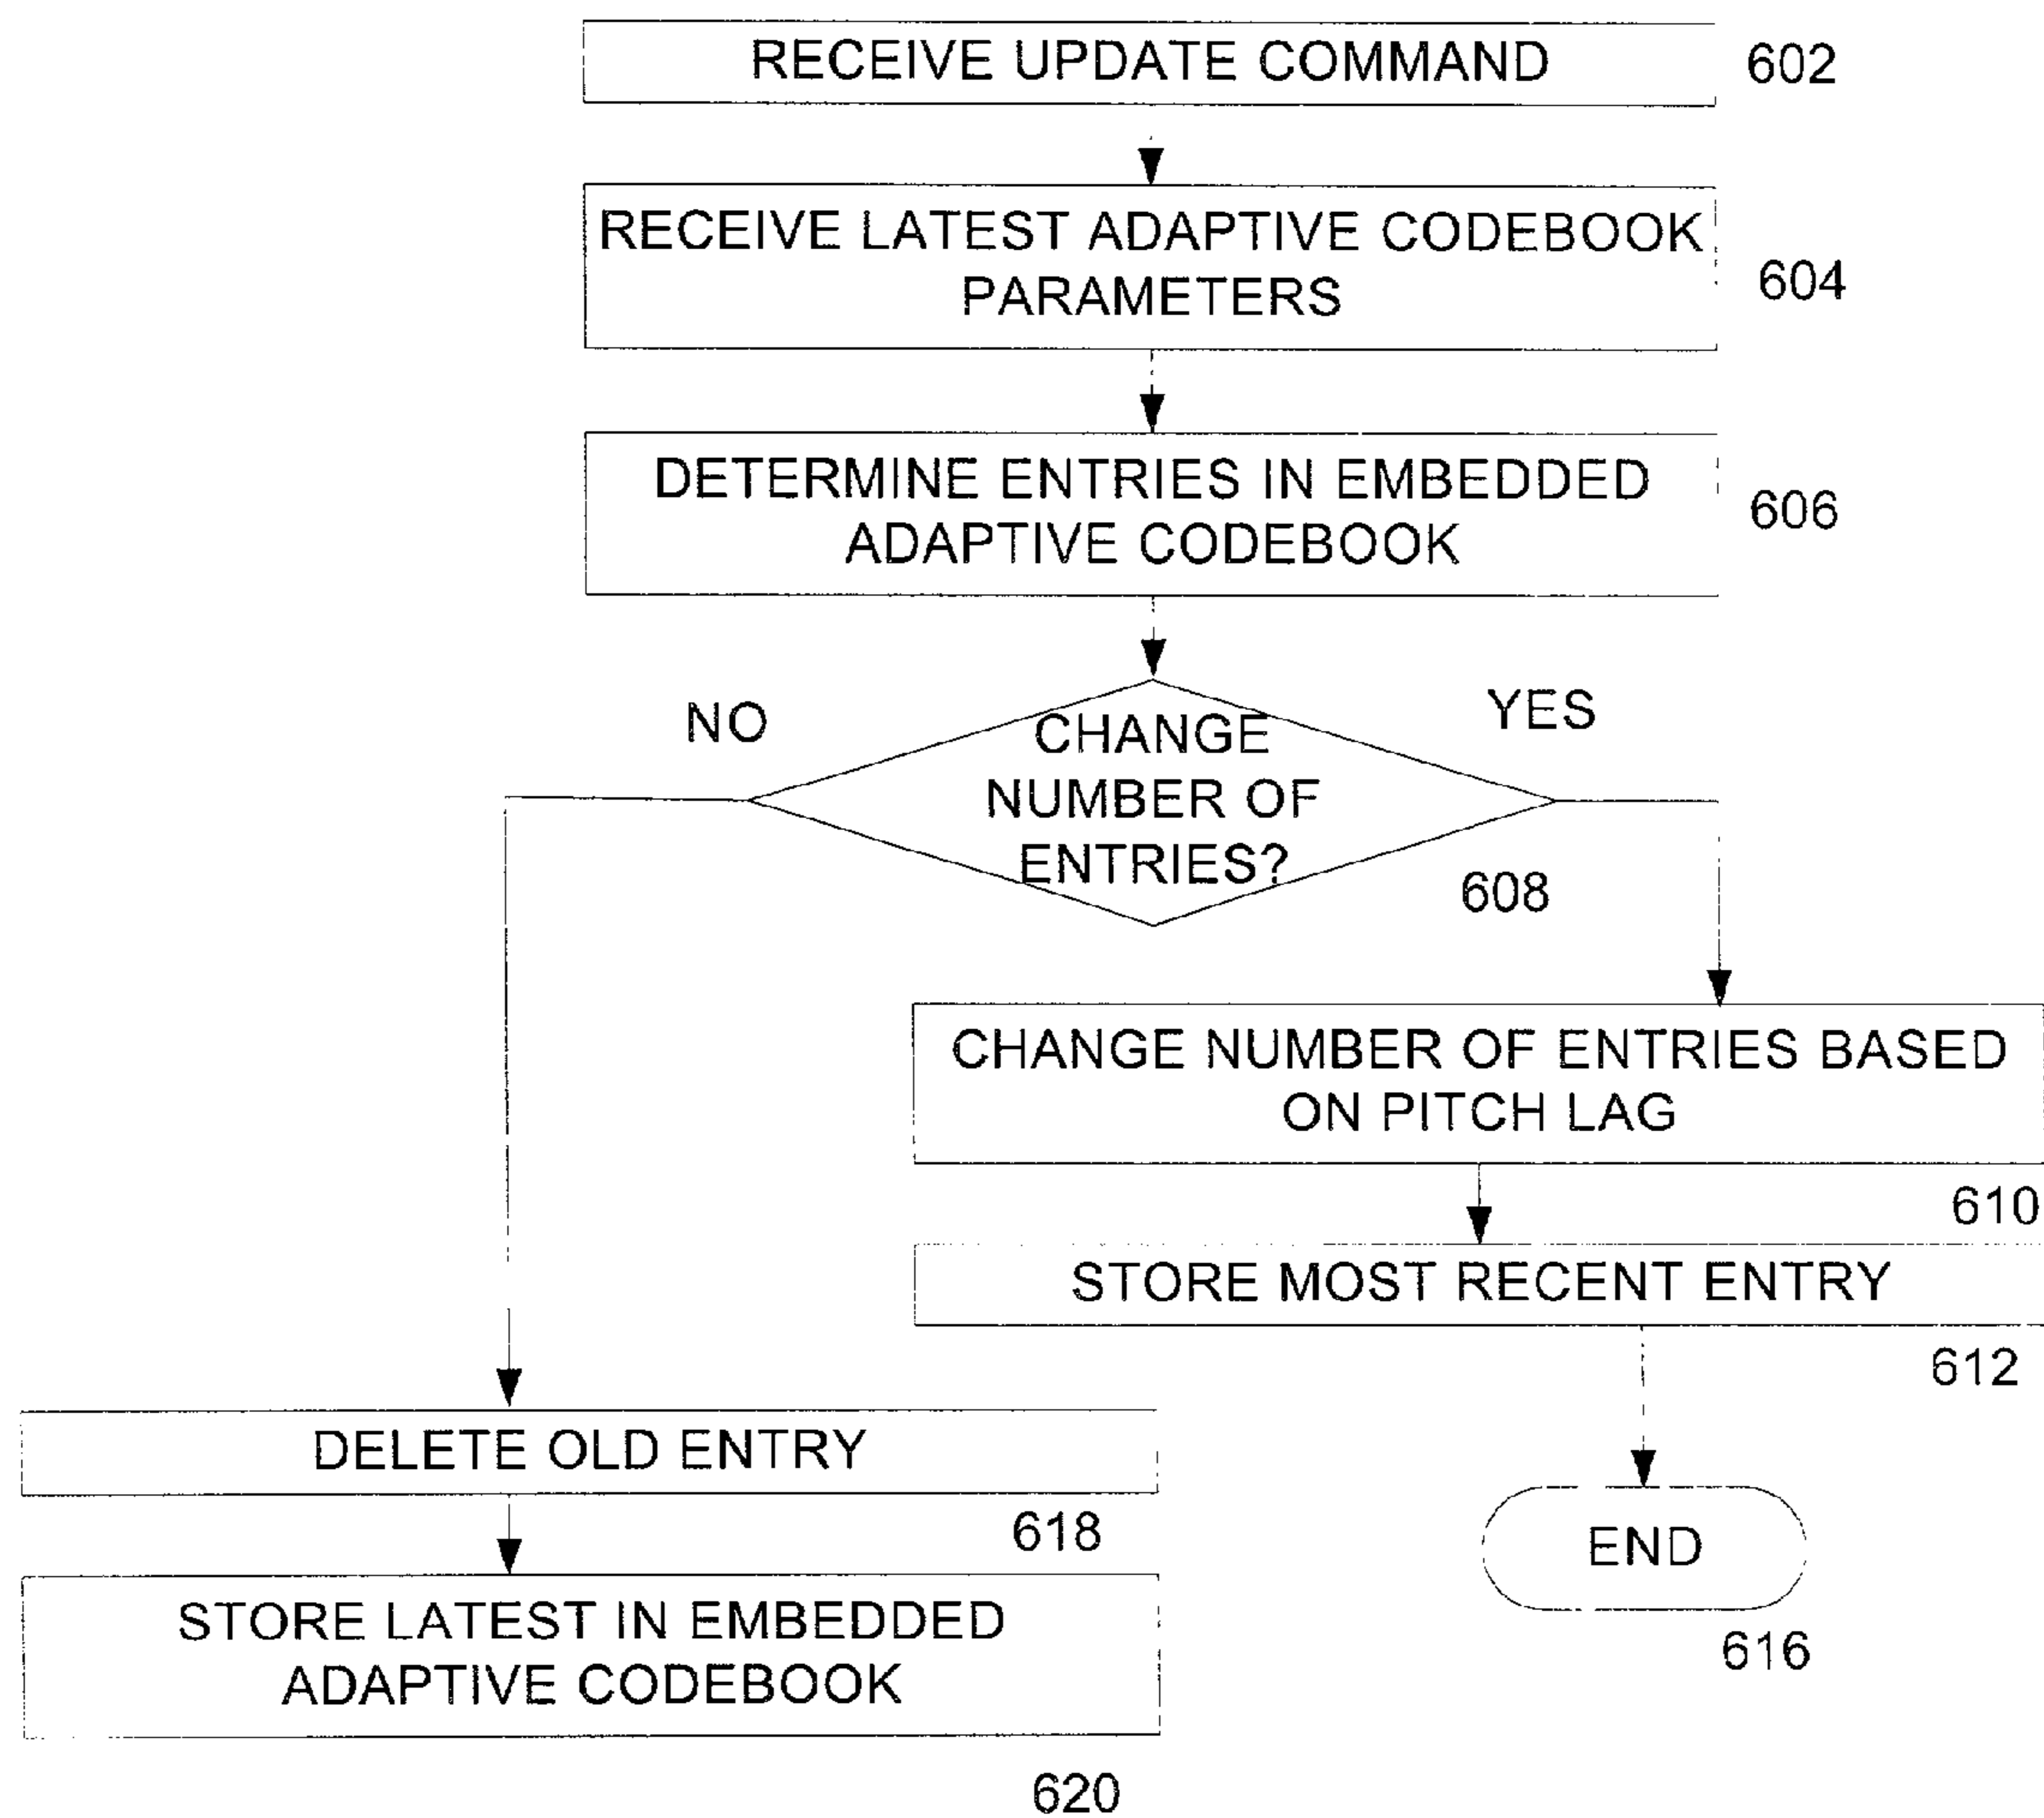 RECEIVE UPDATE COMMAND
602
RECEIVE LATEST ADAPTIVE CODEBOOK
PARAMETERS
604
DETERMINE ENTRIES IN EMBEDDED
ADAPTIVE CODEBOOK
606
NO
YES
CHANGE
NUMBER OF
ENTRIES?
608
CHANGE NUMBER OF ENTRIES BASED
ON PITCH LAG
610
STORE MOST RECENT ENTRY
612
DELETE OLD ENTRY
618
END
616
STORE LATEST IN EMBEDDED
ADAPTIVE CODEBOOK
620